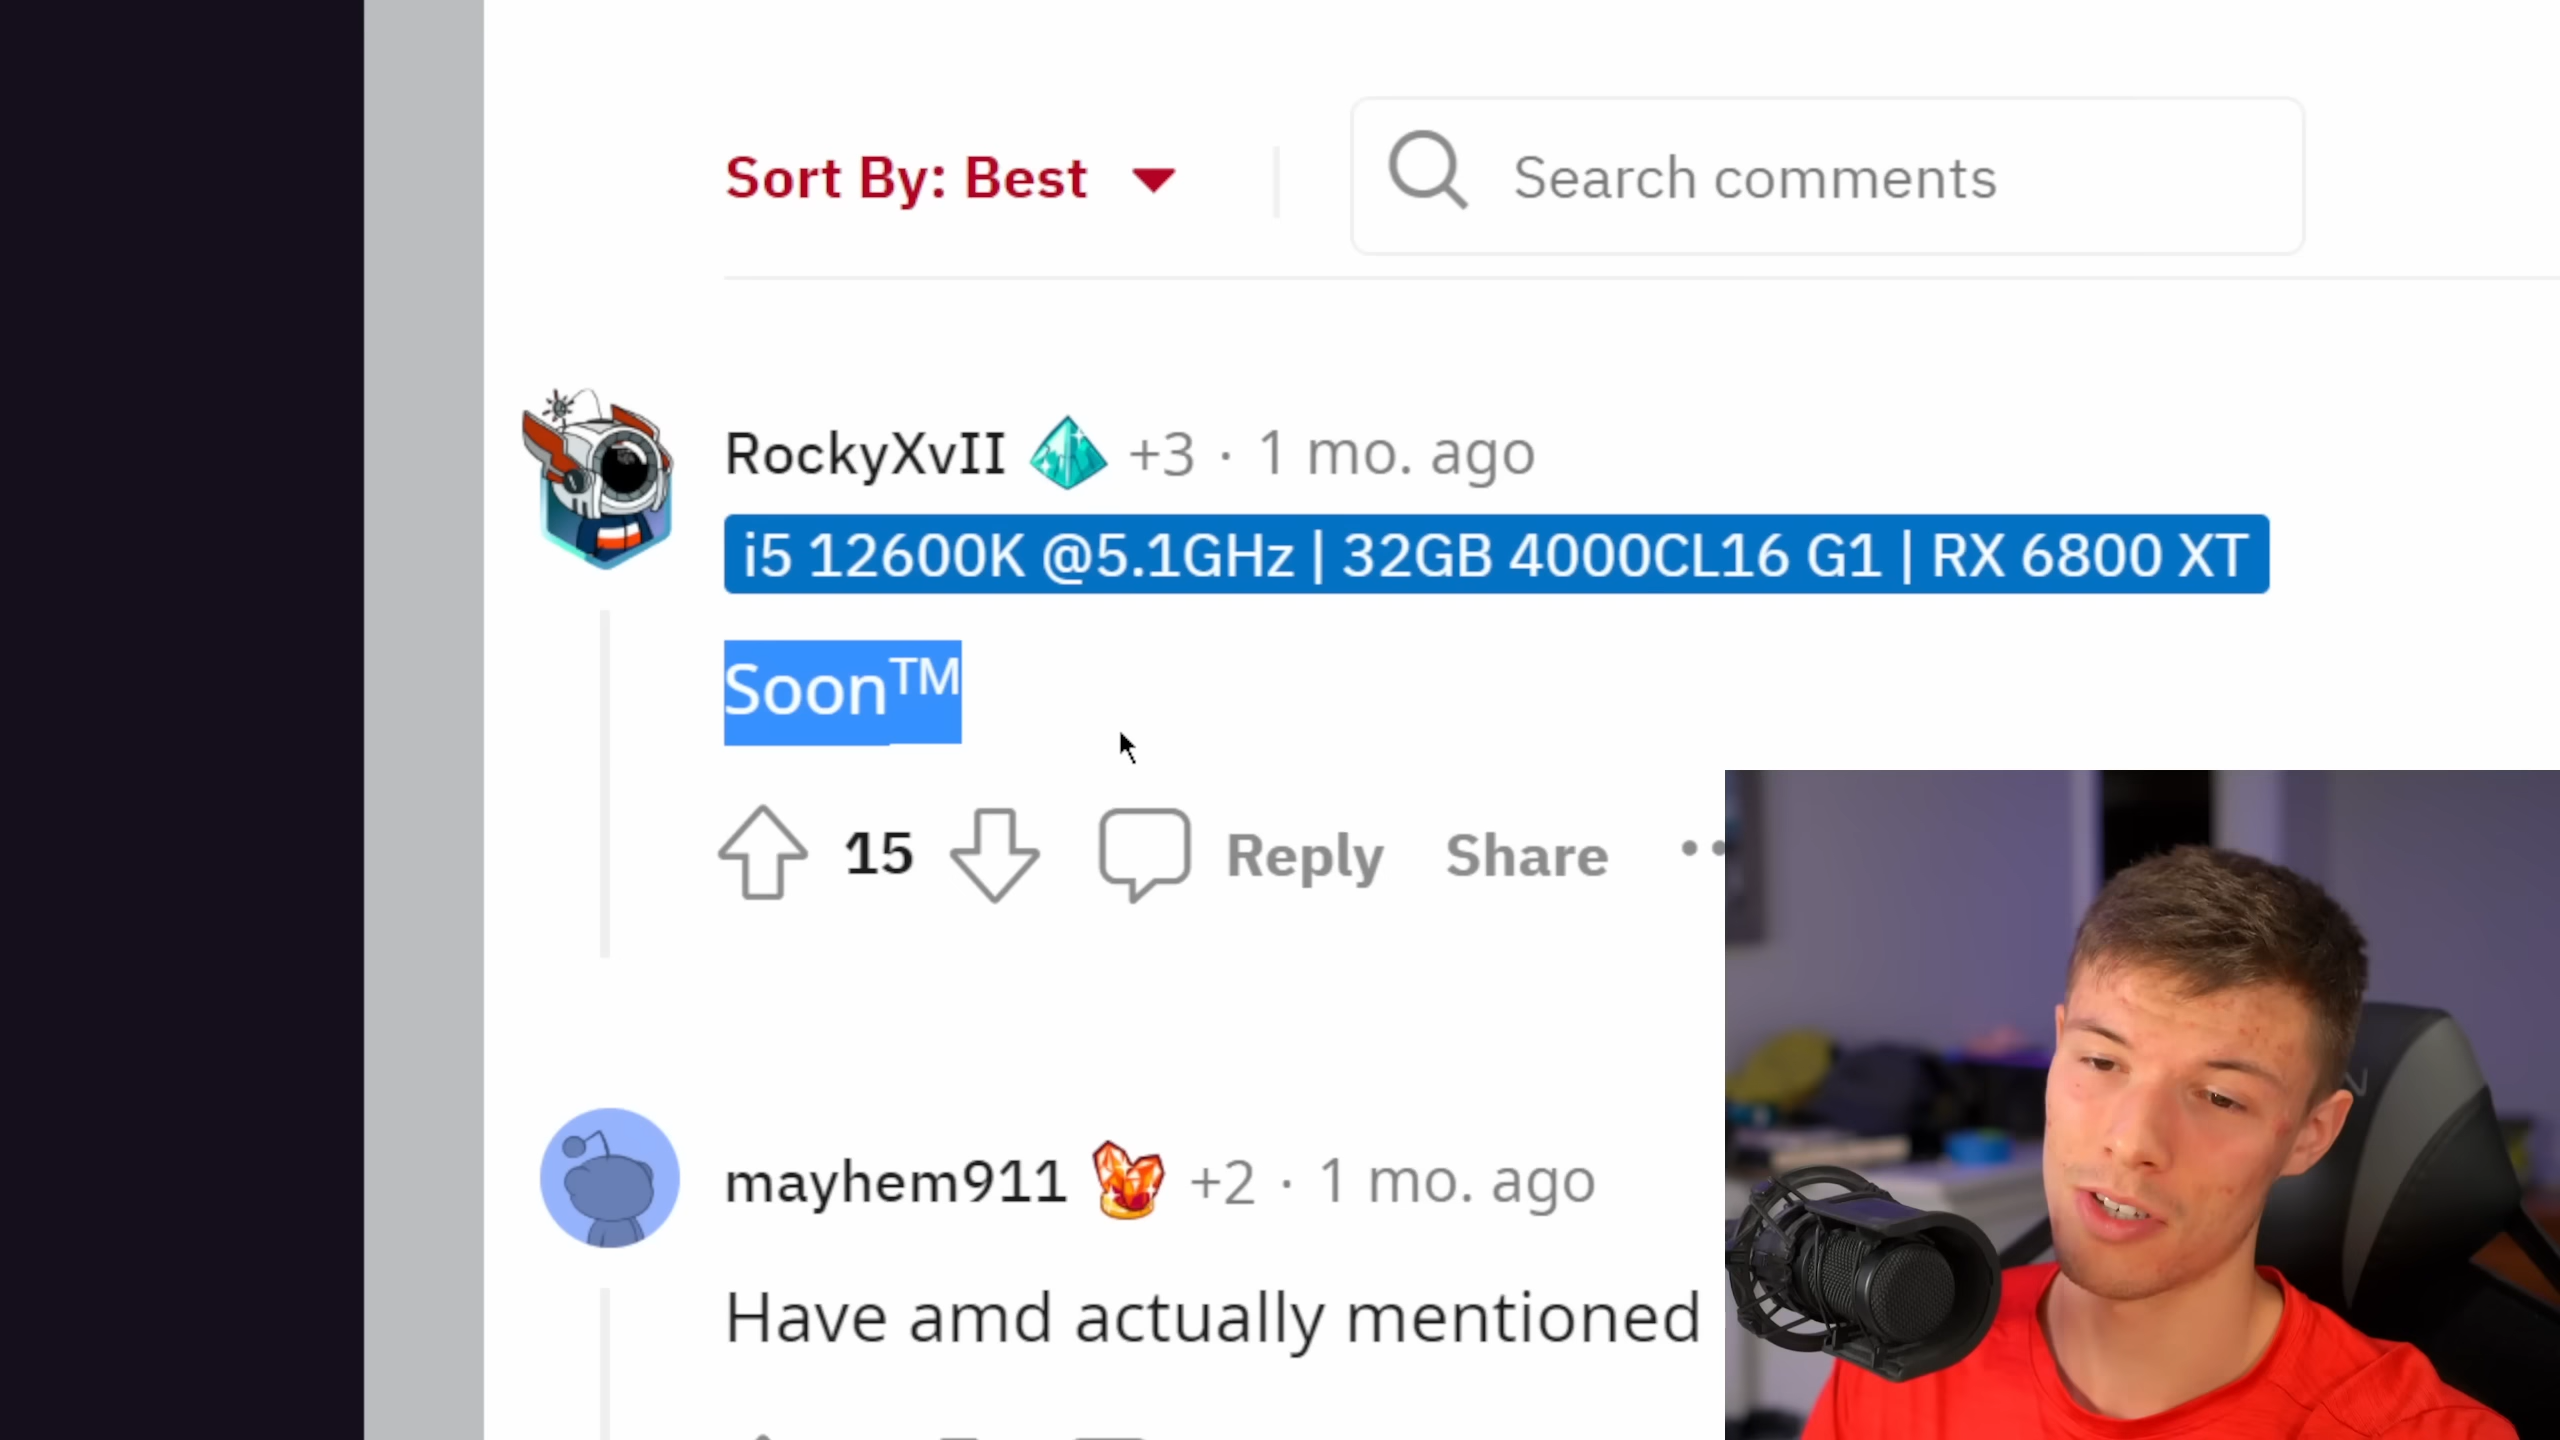 Sort By: Best
Search comments
RockyXvII +3 · 1 mo. ago
i5 12600K @5.1GHz | 32GB 4000CL16 G1 | RX 6800 XT
Soon™
15 Reply Share
mayhem911 +2 · 1 mo. ago
Have amd actually mentioned